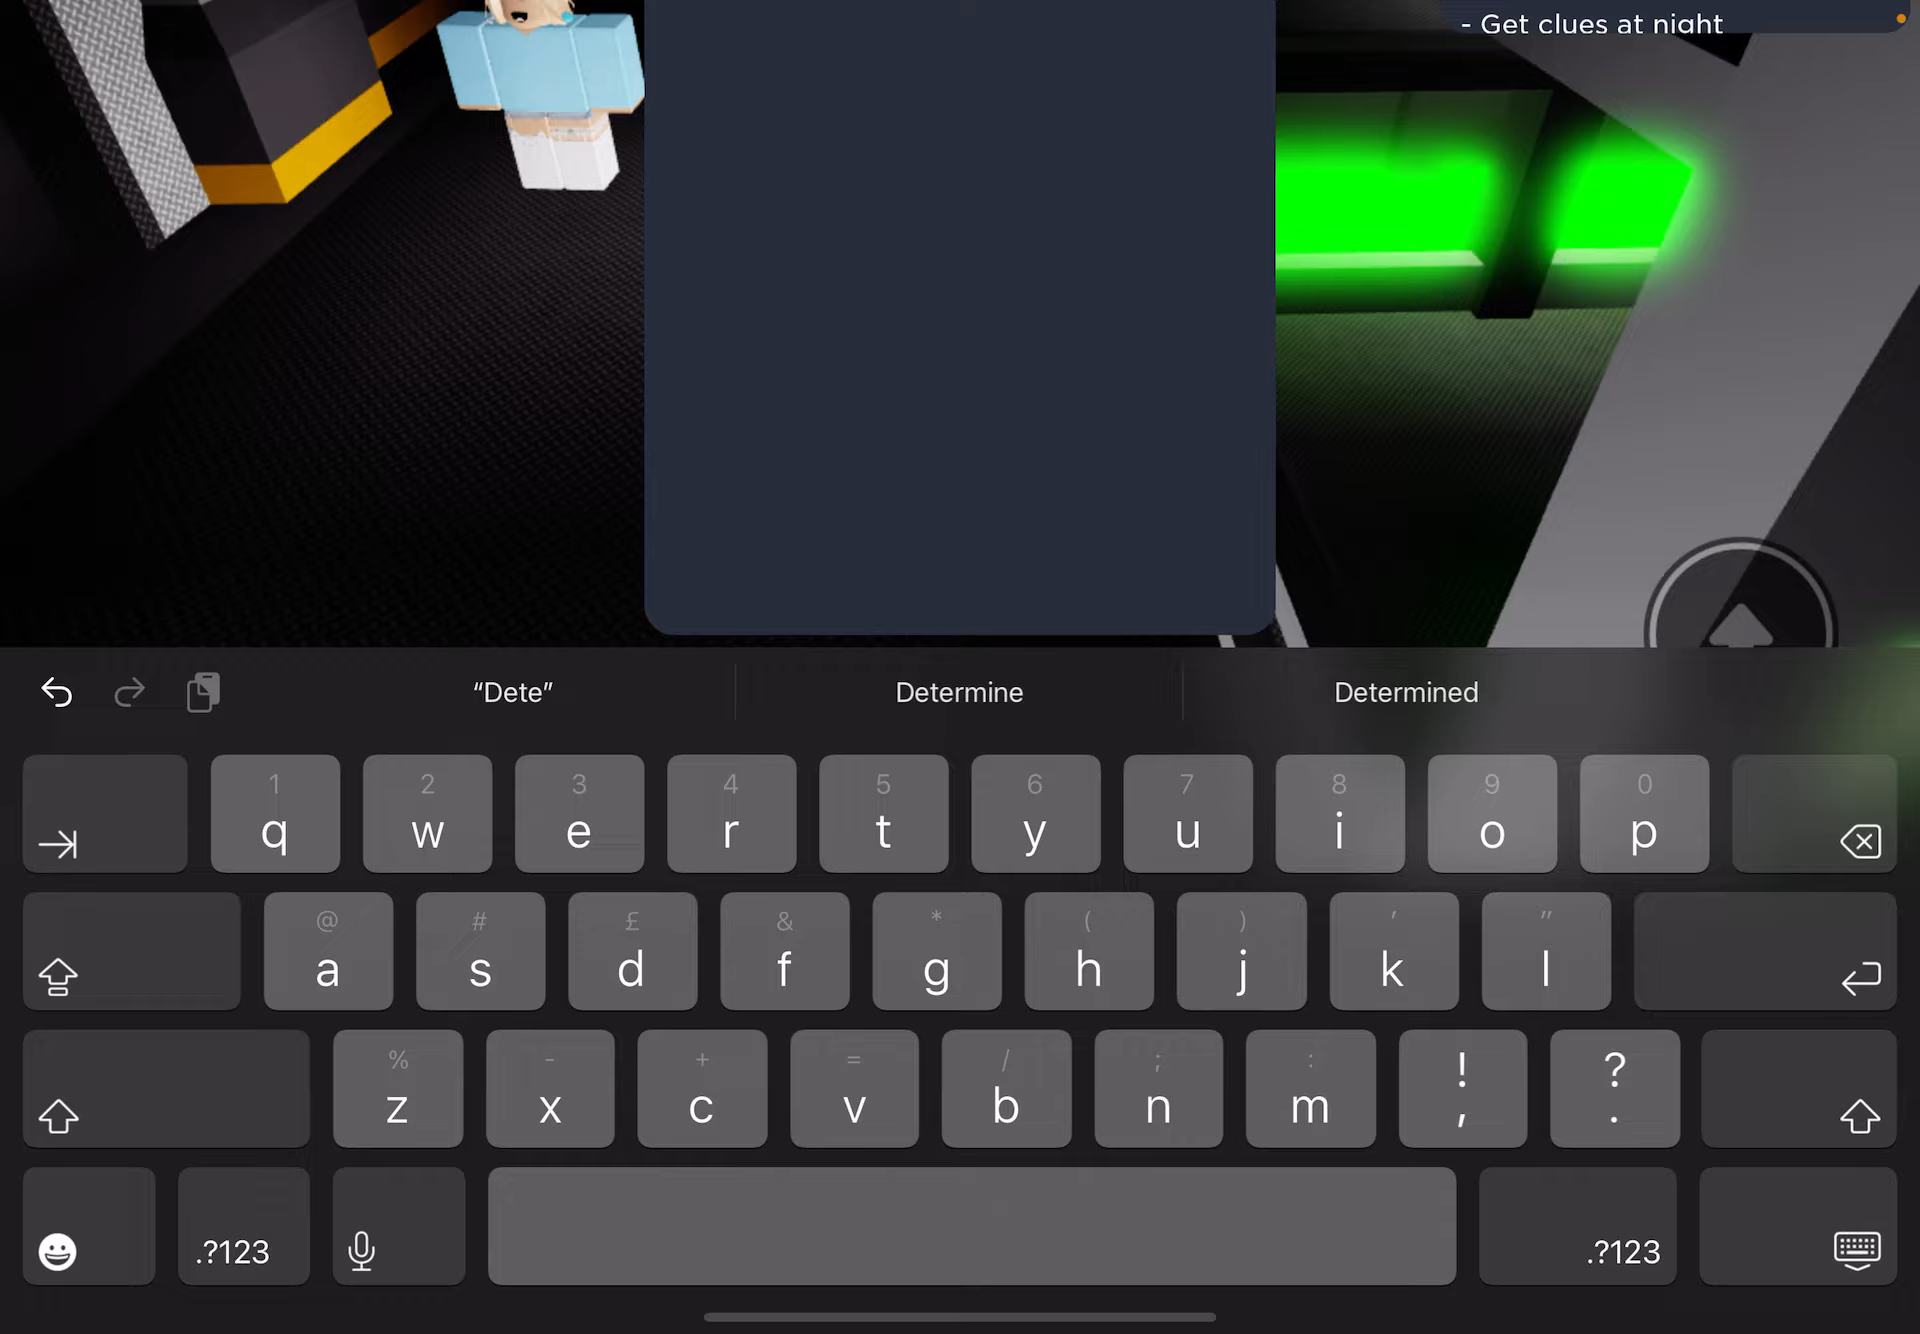 - Get clues at night
“Dete” Determine Determined
1 2 3 4 5 6 7 8 9 0
q w e r t y u i o p
@ # £ & * ( ) ' "
a s d f g h j k l
% - + = / ; : ! ?
z x c v b n m , .
.?123 .?123